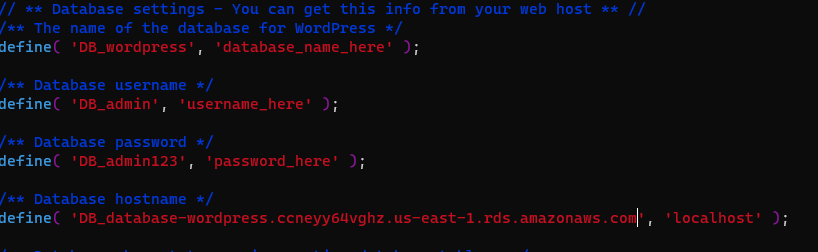 // ** Database settings - You can get this info from your web host ** //
/** The name of the database for WordPress */
define( 'DB_wordpress', 'database_name_here' );
/** Database username */
define( 'DB_admin', 'username_here' );
/** Database password */
define( 'DB_admin123', 'password_here' );
/** Database hostname */
define( 'DB_database-wordpress.ccneyy64vghz.us-east-1.rds.amazonaws.com', 'localhost' );